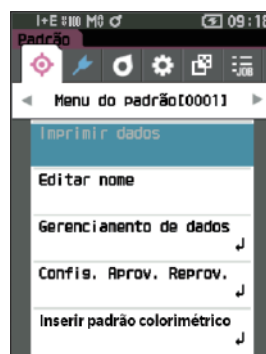 I+E M0 09:18
Padrão
JOB
Menu do padrão[0001]
Imprimir dados
Editar nome
Gerenciamento de dados
Config. Aprov. Reprov.
Inserir padrão colorimétrico